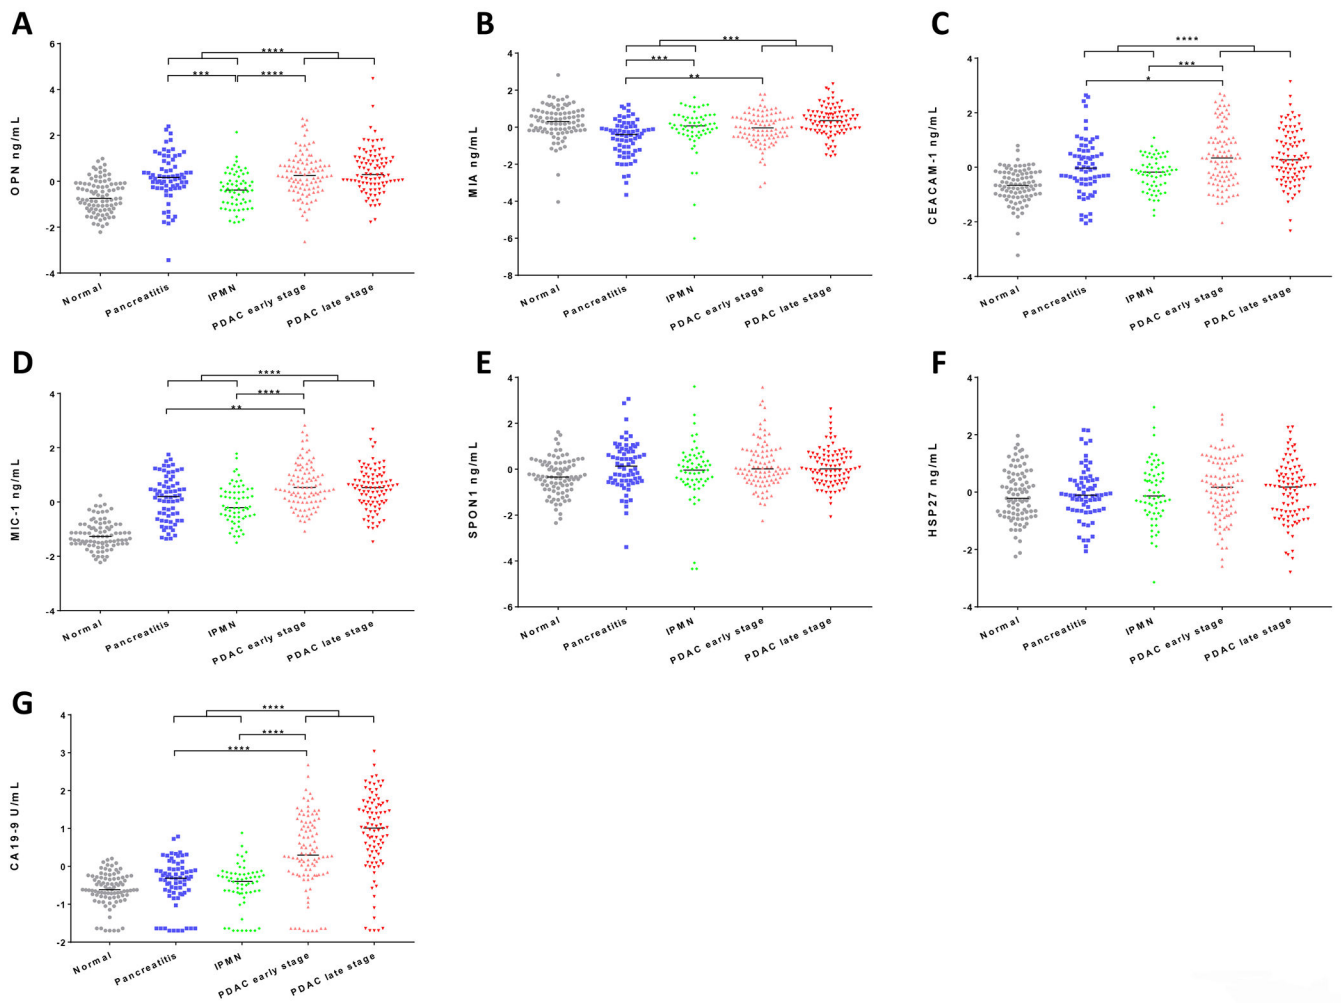 A
OPN ng/mL
6
4
2
0
-2
-4
****
*** ****
Normal
Pancreatitis
IPMN
PDAC early stage
PDAC late stage
B
MIA ng/mL
4
2
0
-2
-4
-6
-8
***
***
**
Normal
Pancreatitis
IPMN
PDAC early stage
PDAC late stage
C
CEACAM-1 ng/mL
4
2
0
-2
-4
****
***
*
Normal
Pancreatitis
IPMN
PDAC early stage
PDAC late stage
D
MIC-1 ng/mL
4
2
0
-2
-4
****
****
**
Normal
Pancreatitis
IPMN
PDAC early stage
PDAC late stage
E
SPON1 ng/mL
4
2
0
-2
-4
-6
Normal
Pancreatitis
IPMN
PDAC early stage
PDAC late stage
F
HSP27 ng/mL
4
2
0
-2
-4
Normal
Pancreatitis
IPMN
PDAC early stage
PDAC late stage
G
CA19-9 U/mL
4
3
2
1
0
-1
-2
****
****
****
Normal
Pancreatitis
IPMN
PDAC early stage
PDAC late stage